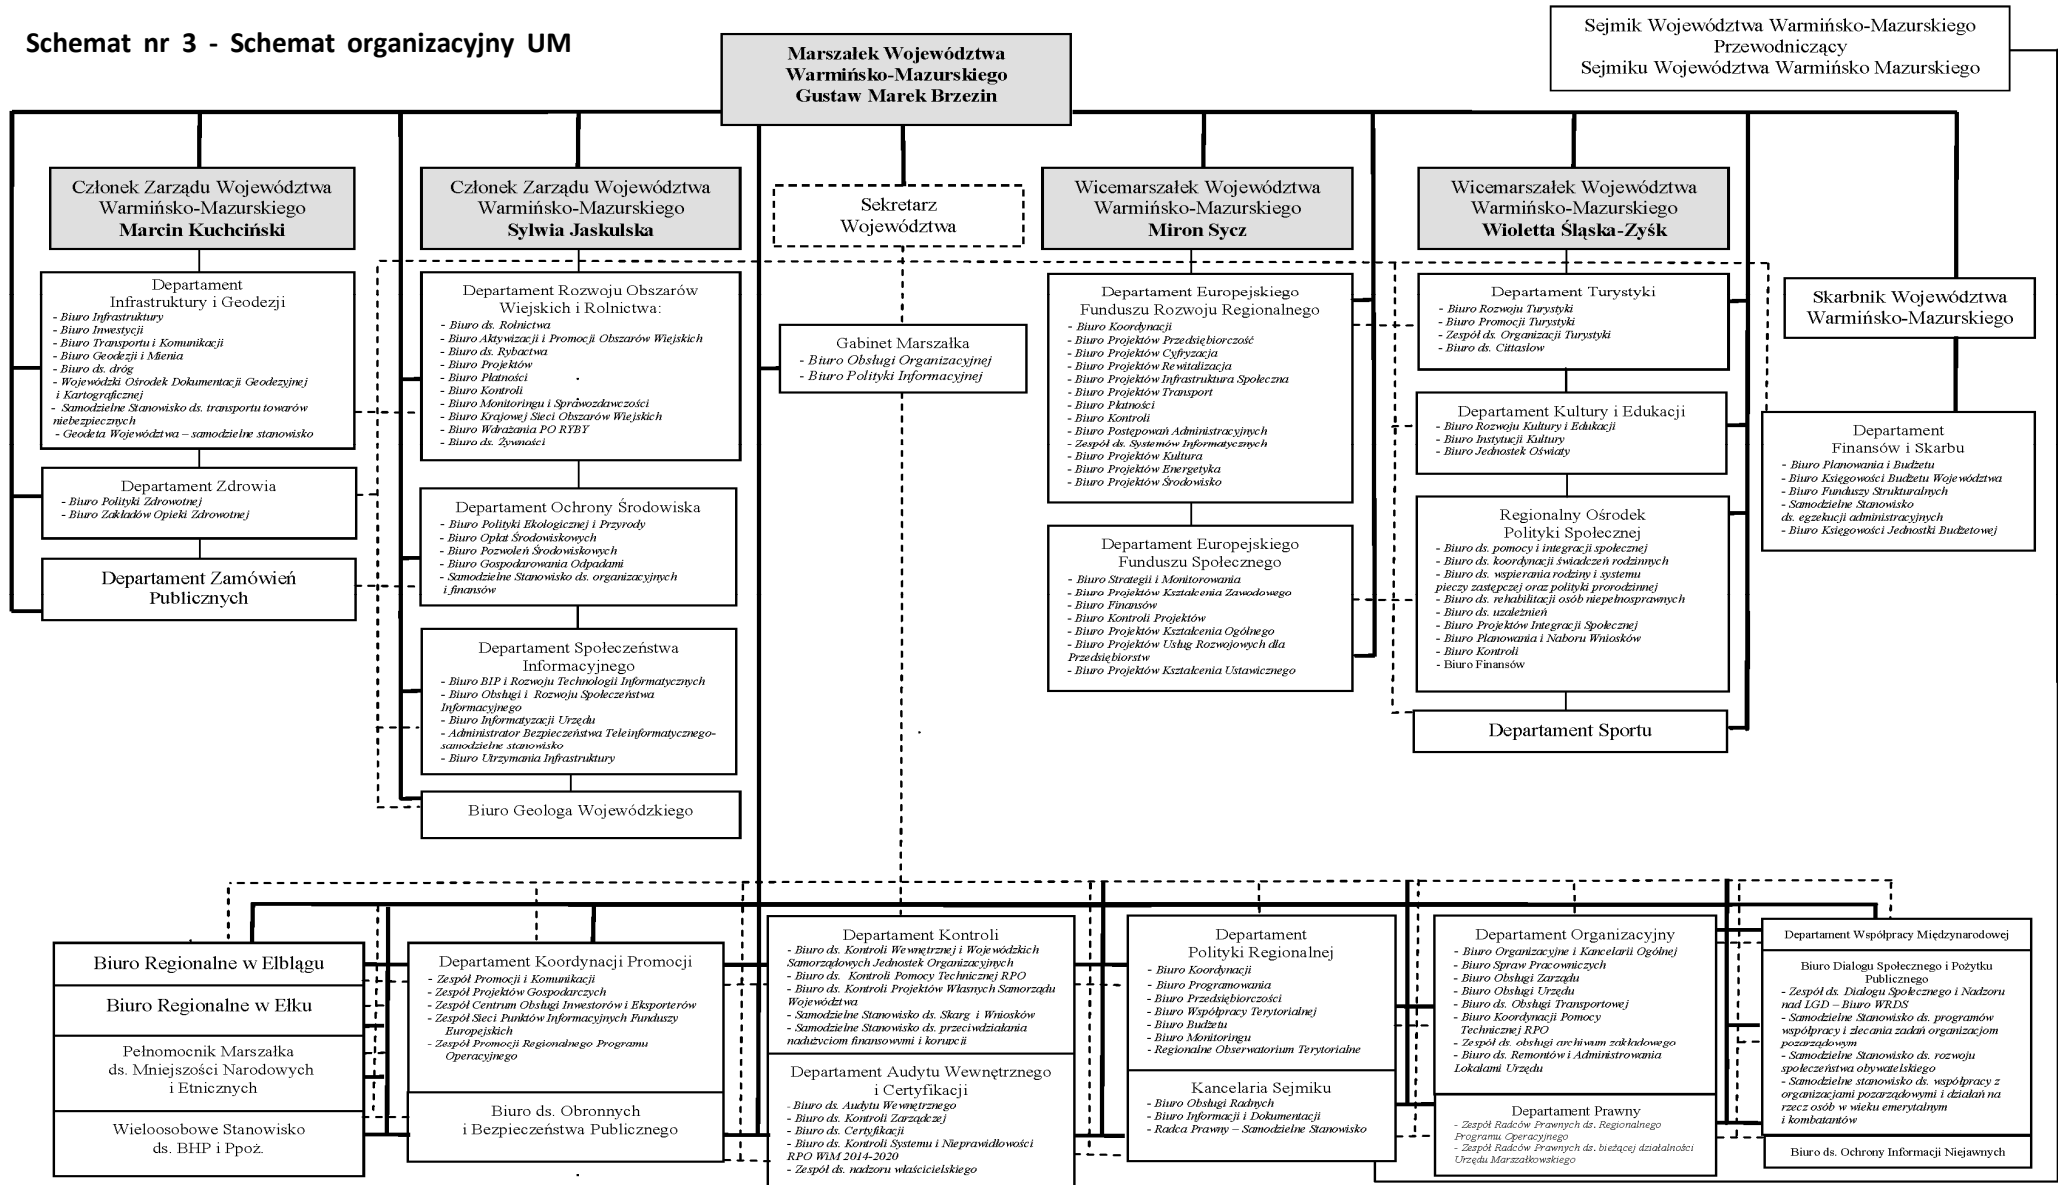 Schemat nr 3 - Schemat organizacyjny UM
Marszałek Województwa
Warmińsko-Mazurskiego
Gustaw Marek Brzezin
Sejmik Województwa Warmińsko-Mazurskiego
Przewodniczący
Sejmiku Województwa Warmińsko Mazurskiego
Członek Zarządu Województwa
Warmińsko-Mazurskiego
Marcin Kuchciński
Członek Zarządu Województwa
Warmińsko-Mazurskiego
Sylwia Jaskulska
Sekretarz
Województwa
Wicemarszałek Województwa
Warmińsko-Mazurskiego
Miron Sycz
Wicemarszałek Województwa
Warmińsko-Mazurskiego
Wioletta Śląska-Zyśk
Departament
Infrastruktury i Geodezji
- Biuro Infrastruktury
- Biuro Inwestycji
- Biuro Transportu i Komunikacji
- Biuro Geodezji i Mienia
- Biuro ds. dróg
- Wojewódzki Ośrodek Dokumentacji Geodezyjnej
i Kartograficznej
- Samodzielne Stanowisko ds. transportu towarów
niebezpiecznych
- Geodeta Województwa – samodzielne stanowisko
Departament Zdrowia
- Biuro Polityki Zdrowotnej
- Biuro Zakładów Opieki Zdrowotnej
Departament Zamówień
Publicznych
Departament Rozwoju Obszarów
Wiejskich i Rolnictwa:
- Biuro ds. Rolnictwa
- Biuro Aktywizacji i Promocji Obszarów Wiejskich
- Biuro ds. Rybactwa
- Biuro Projektów
- Biuro Płatności
- Biuro Kontroli
- Biuro Monitoringu i Sprawozdawczości
- Biuro Krajowej Sieci Obszarów Wiejskich
- Biuro Wdrażania PO RYBY
- Biuro ds. Żywności
Departament Ochrony Środowiska
- Biuro Polityki Ekologicznej i Przyrody
- Biuro Opłat Środowiskowych
- Biuro Pozwoleń Środowiskowych
- Biuro Gospodarowania Odpadami
- Samodzielne Stanowisko ds. organizacyjnych
i finansów
Departament Społeczeństwa
Informacyjnego
- Biuro BIP i Rozwoju Technologii Informatycznych
- Biuro Obsługi i Rozwoju Społeczeństwa
Informacyjnego
- Biuro Informatyzacji Urzędu
- Administrator Bezpieczeństwa Teleinformatycznego-
samodzielne stanowisko
- Biuro Utrzymania Infrastruktury
Biuro Geologa Wojewódzkiego
Gabinet Marszałka
- Biuro Obsługi Organizacyjnej
- Biuro Polityki Informacyjnej
Departament Europejskiego
Funduszu Rozwoju Regionalnego
- Biuro Koordynacji
- Biuro Projektów Przedsiębiorczość
- Biuro Projektów Cyfryzacja
- Biuro Projektów Rewitalizacja
- Biuro Projektów Infrastruktura Społeczna
- Biuro Projektów Transport
- Biuro Płatności
- Biuro Kontroli
- Biuro Postępowań Administracyjnych
- Zespół ds. Systemów Informatycznych
- Biuro Projektów Kultura
- Biuro Projektów Energetyka
- Biuro Projektów Środowisko
Departament Europejskiego
Funduszu Społecznego
- Biuro Strategii i Monitorowania
- Biuro Projektów Kształcenia Zawodowego
- Biuro Finansów
- Biuro Kontroli Projektów
- Biuro Projektów Kształcenia Ogólnego
- Biuro Projektów Usług Rozwojowych dla
Przedsiębiorstw
- Biuro Projektów Kształcenia Ustawicznego
Departament Turystyki
- Biuro Rozwoju Turystyki
- Biuro Promocji Turystyki
- Zespół ds. Organizacji Turystyki
- Biuro ds. Cittaslow
Departament Kultury i Edukacji
- Biuro Rozwoju Kultury i Edukacji
- Biuro Instytucji Kultury
- Biuro Jednostek Oświaty
Regionalny Ośrodek
Polityki Społecznej
- Biuro ds. pomocy i integracji społecznej
- Biuro ds. koordynacji świadczeń rodzinnych
- Biuro ds. wspierania rodziny i systemu
pieczy zastępczej oraz polityki prorodzinnej
- Biuro ds. rehabilitacji osób niepełnosprawnych
- Biuro ds. uzależnień
- Biuro Projektów Integracji Społecznej
- Biuro Planowania i Naboru Wniosków
- Biuro Kontroli
- Biuro Finansów
Departament Sportu
Skarbnik Województwa
Warmińsko-Mazurskiego
Departament
Finansów i Skarbu
- Biuro Planowania i Budżetu
- Biuro Księgowości Budżetu Województwa
- Biuro Funduszy Strukturalnych
- Samodzielne Stanowisko
ds. egzekucji administracyjnych
- Biuro Księgowości Jednostki Budżetowej
Biuro Regionalne w Elblągu
Biuro Regionalne w Ełku
Pełnomocnik Marszałka
ds. Mniejszości Narodowych
i Etnicznych
Wieloosobowe Stanowisko
ds. BHP i Ppoż.
Departament Koordynacji Promocji
- Zespół Promocji i Komunikacji
- Zespół Projektów Gospodarczych
- Zespół Centrum Obsługi Inwestorów i Eksporterów
- Zespół Sieci Punktów Informacyjnych Funduszy
Europejskich
- Zespół Promocji Regionalnego Programu
Operacyjnego
Biuro ds. Obronnych
i Bezpieczeństwa Publicznego
Departament Kontroli
- Biuro ds. Kontroli Wewnętrznej i Wojewódzkich
Samorządowych Jednostek Organizacyjnych
- Biuro ds. Kontroli Pomocy Technicznej RPO
- Biuro ds. Kontroli Projektów Własnych Samorządu
Województwa
- Samodzielne Stanowisko ds. Skarg i Wniosków
- Samodzielne Stanowisko ds. przeciwdziałania
nadużyciom finansowym i korupcji
Departament Audytu Wewnętrznego
i Certyfikacji
- Biuro ds. Audytu Wewnętrznego
- Biuro ds. Kontroli Zarządczej
- Biuro ds. Certyfikacji
- Biuro ds. Kontroli Systemu i Nieprawidłowości
RPO WiM 2014-2020
- Zespół ds. nadzoru właścicielskiego
Departament
Polityki Regionalnej
- Biuro Koordynacji
- Biuro Programowania
- Biuro Przedsiębiorczości
- Biuro Współpracy Terytorialnej
- Biuro Budżetu
- Biuro Monitoringu
- Regionalne Obserwatorium Terytorialne
Kancelaria Sejmiku
- Biuro Obsługi Radnych
- Biuro Informacji i Dokumentacji
- Radca Prawny – Samodzielne Stanowisko
Departament Organizacyjny
- Biuro Organizacyjne i Kancelarii Ogólnej
- Biuro Spraw Pracowniczych
- Biuro Obsługi Zarządu
- Biuro Obsługi Urzędu
- Biuro ds. Obsługi Transportowej
- Biuro Koordynacji Pomocy
Technicznej RPO
- Zespół ds. obsługi archiwum zakładowego
- Biuro ds. Remontów i Administrowania
Lokalami Urzędu
Departament Prawny
- Zespół Radców Prawnych ds. Regionalnego
Programu Operacyjnego
- Zespół Radców Prawnych ds. bieżącej działalności
Urzędu Marszałkowskiego
Departament Współpracy Międzynarodowej
Biuro Dialogu Społecznego i Pożytku
Publicznego
- Zespół ds. Dialogu Społecznego i Nadzoru
nad LGD – Biuro WRDS
- Samodzielne Stanowisko ds. programów
współpracy i zlecania zadań organizacjom
pozarządowym
- Samodzielne Stanowisko ds. rozwoju
społeczeństwa obywatelskiego
- Samodzielne stanowisko ds. współpracy z
organizacjami pozarządowymi i działań na
rzecz osób w wieku emerytalnym
i kombatantów
Biuro ds. Ochrony Informacji Niejawnych